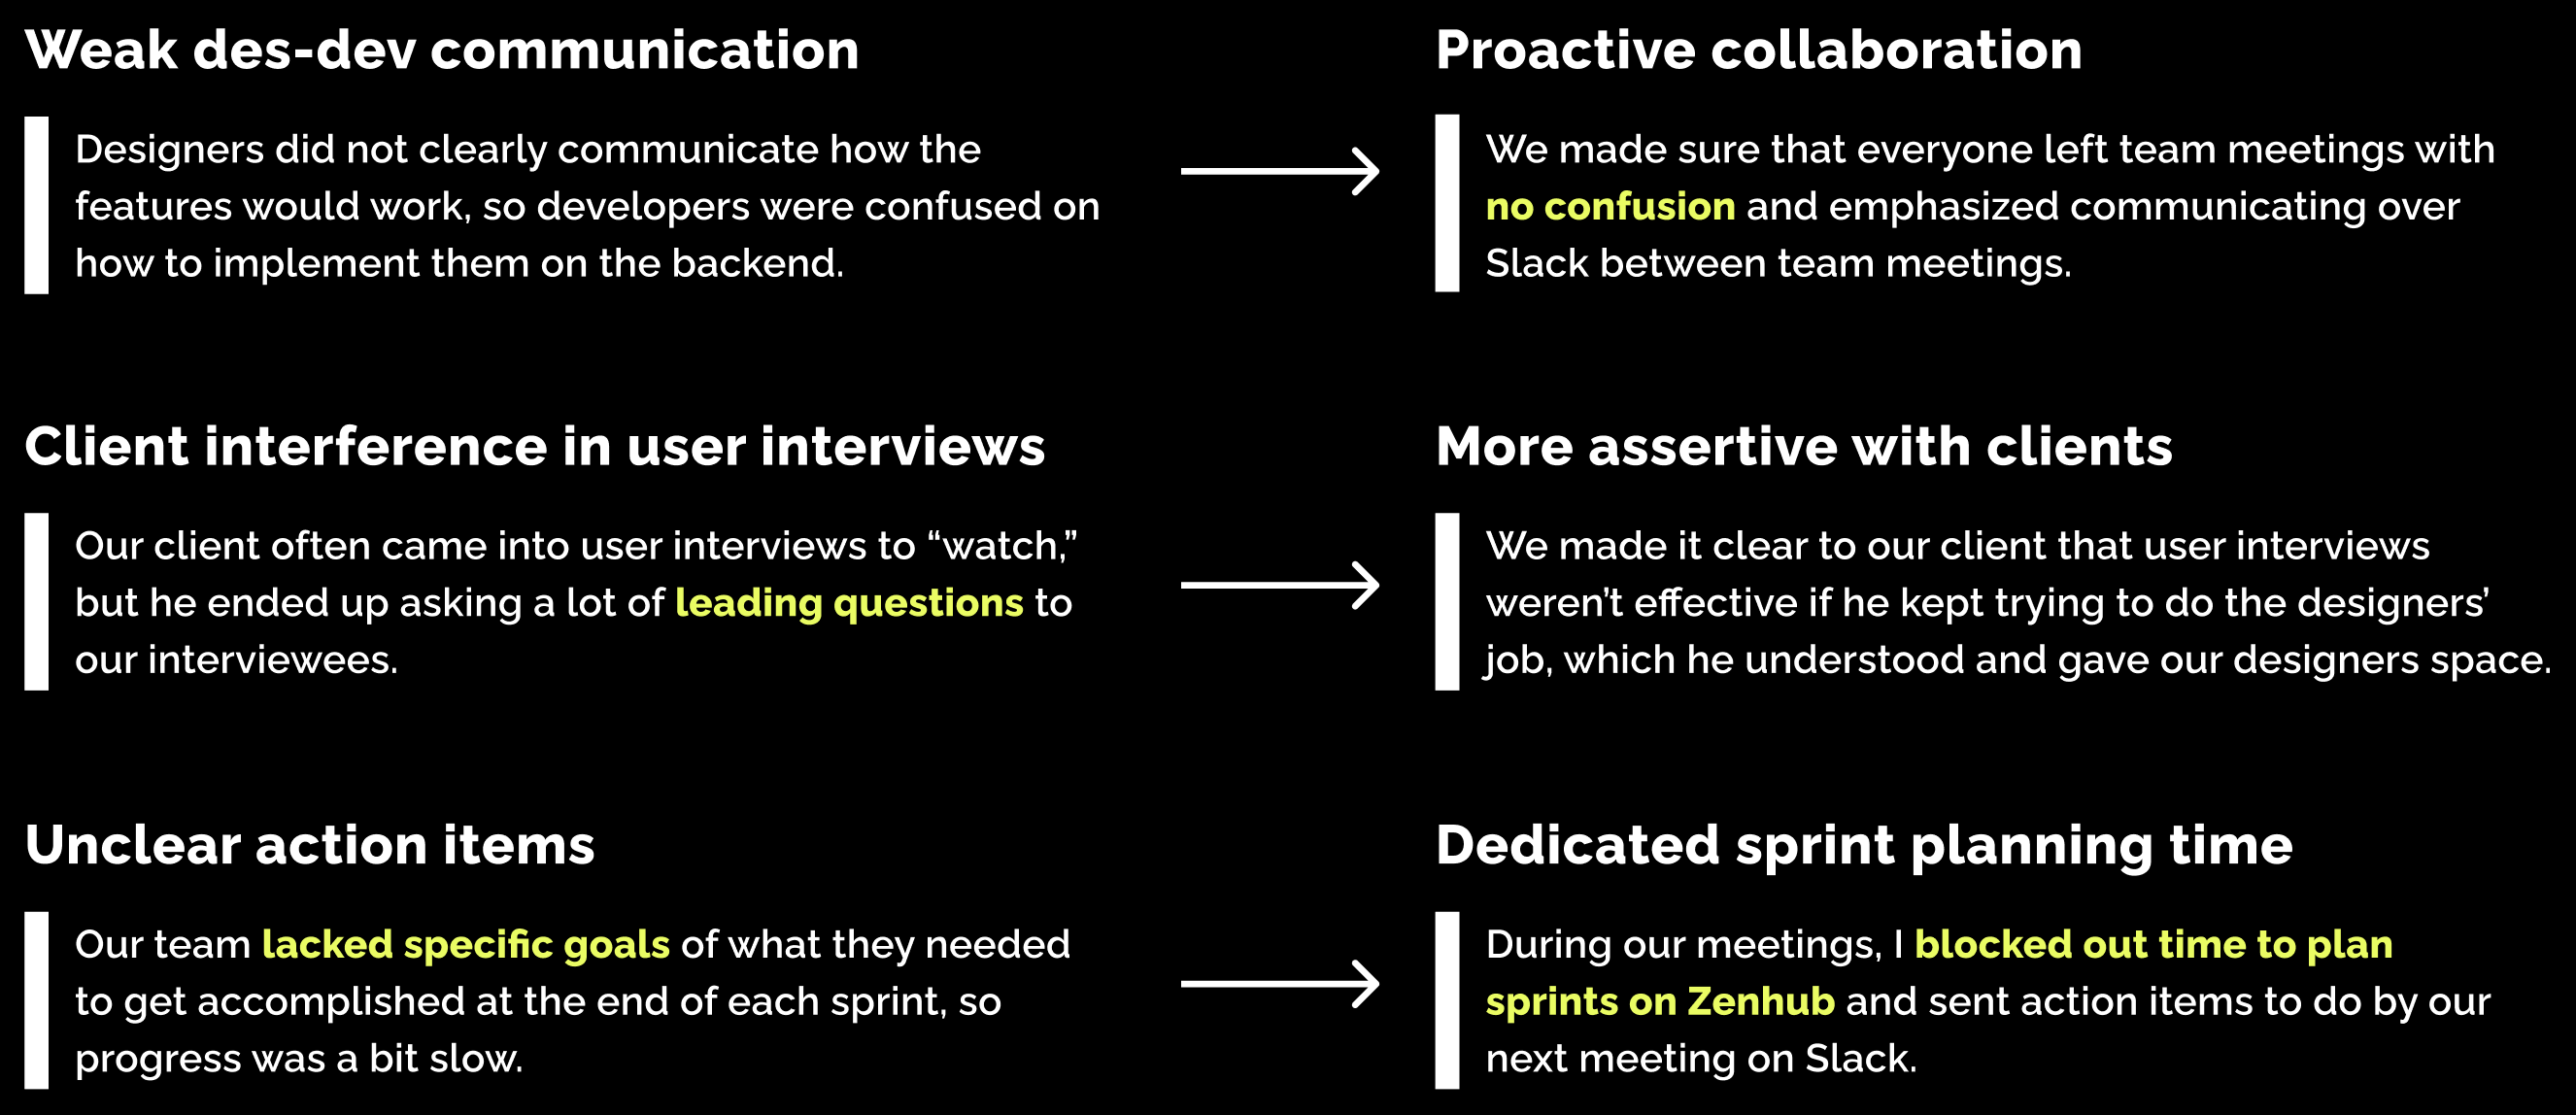 Weak des-dev communication
Designers did not clearly communicate how the
features would work, so developers were confused on
how to implement them on the backend.
Proactive collaboration
We made sure that everyone left team meetings with
no confusion and emphasized communicating over
Slack between team meetings.
Client interference in user interviews
Our client often came into user interviews to “watch,”
but he ended up asking a lot of leading questions to
our interviewees.
More assertive with clients
We made it clear to our client that user interviews
weren’t effective if he kept trying to do the designers’
job, which he understood and gave our designers space.
Unclear action items
Our team lacked specific goals of what they needed
to get accomplished at the end of each sprint, so
progress was a bit slow.
Dedicated sprint planning time
During our meetings, I blocked out time to plan
sprints on Zenhub and sent action items to do by our
next meeting on Slack.